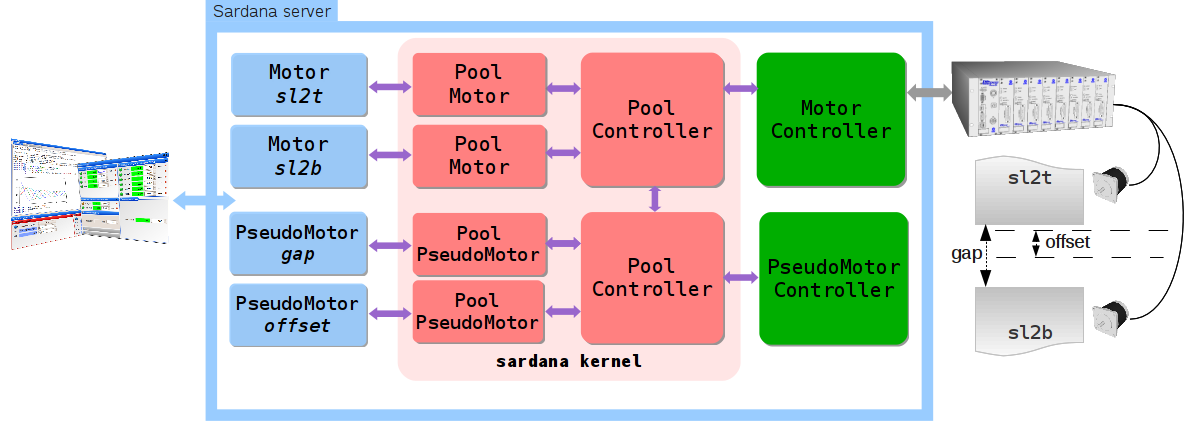 Sardana server
Motor
sl2t
Pool
Motor
Pool
Controller
Motor
Controller
Motor
sl2b
Pool
Motor
sl2t
PseudoMotor
gap
Pool
PseudoMotor
Pool
Controller
PseudoMotor
Controller
offset
gap
PseudoMotor
offset
Pool
PseudoMotor
sl2b
sardana kernel